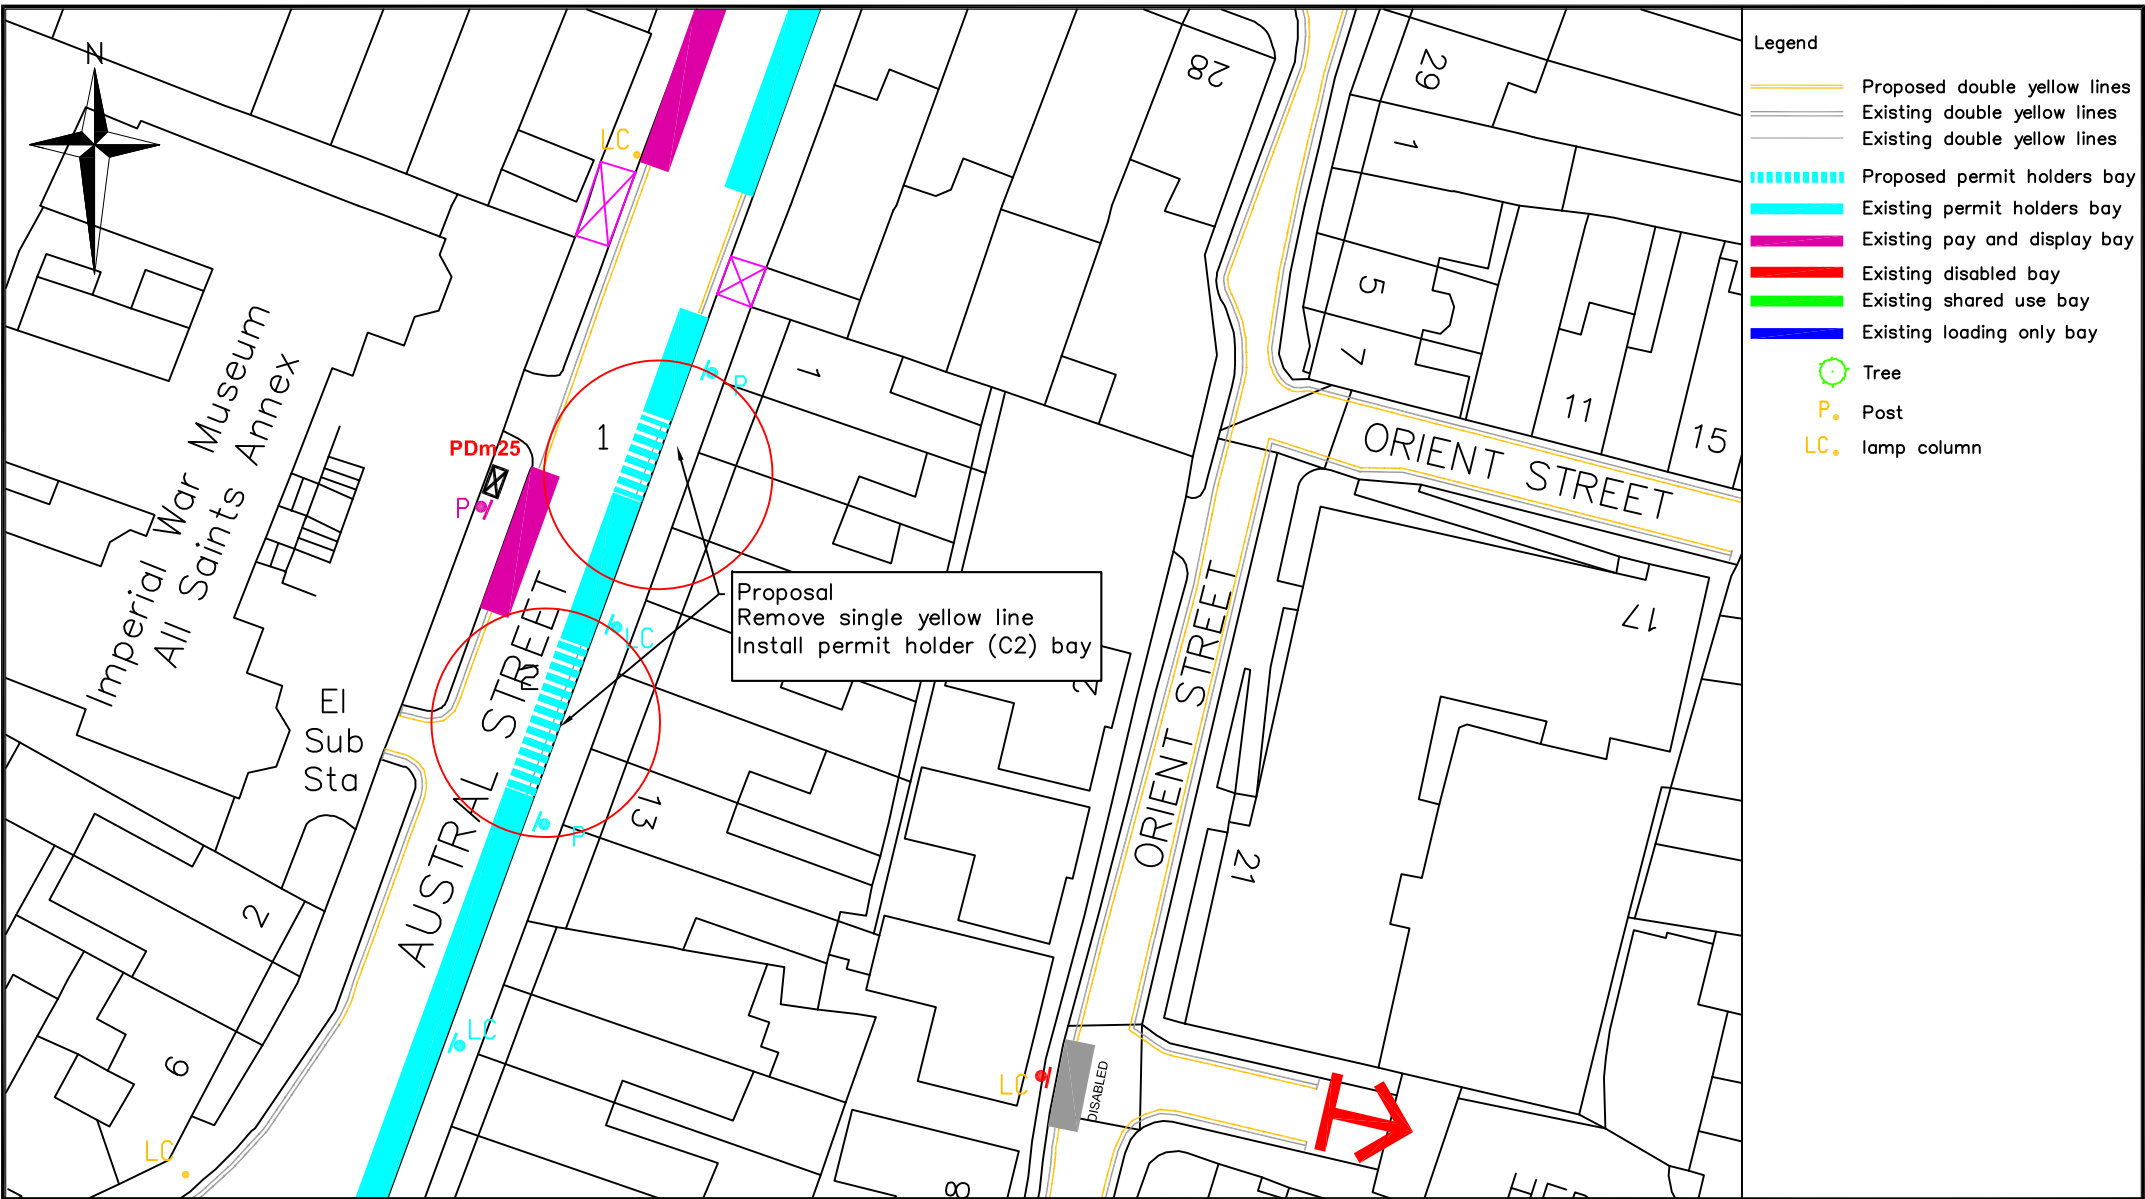 N
28
29
1
5
7
11
15
ORIENT STREET
LC
Imperial War Museum
All Saints Annex
PDm25
P
1
P
1
Proposal
Remove single yellow line
Install permit holder (C2) bay
LC
2
AUSTRAL STREET
El
Sub
Sta
13
P
ORIENT STREET
17
21
2
6
LC
LC
LC
DISABLED
8
Legend
Proposed double yellow lines
Existing double yellow lines
Existing double yellow lines
Proposed permit holders bay
Existing permit holders bay
Existing pay and display bay
Existing disabled bay
Existing shared use bay
Existing loading only bay
Tree
P. Post
LC. lamp column